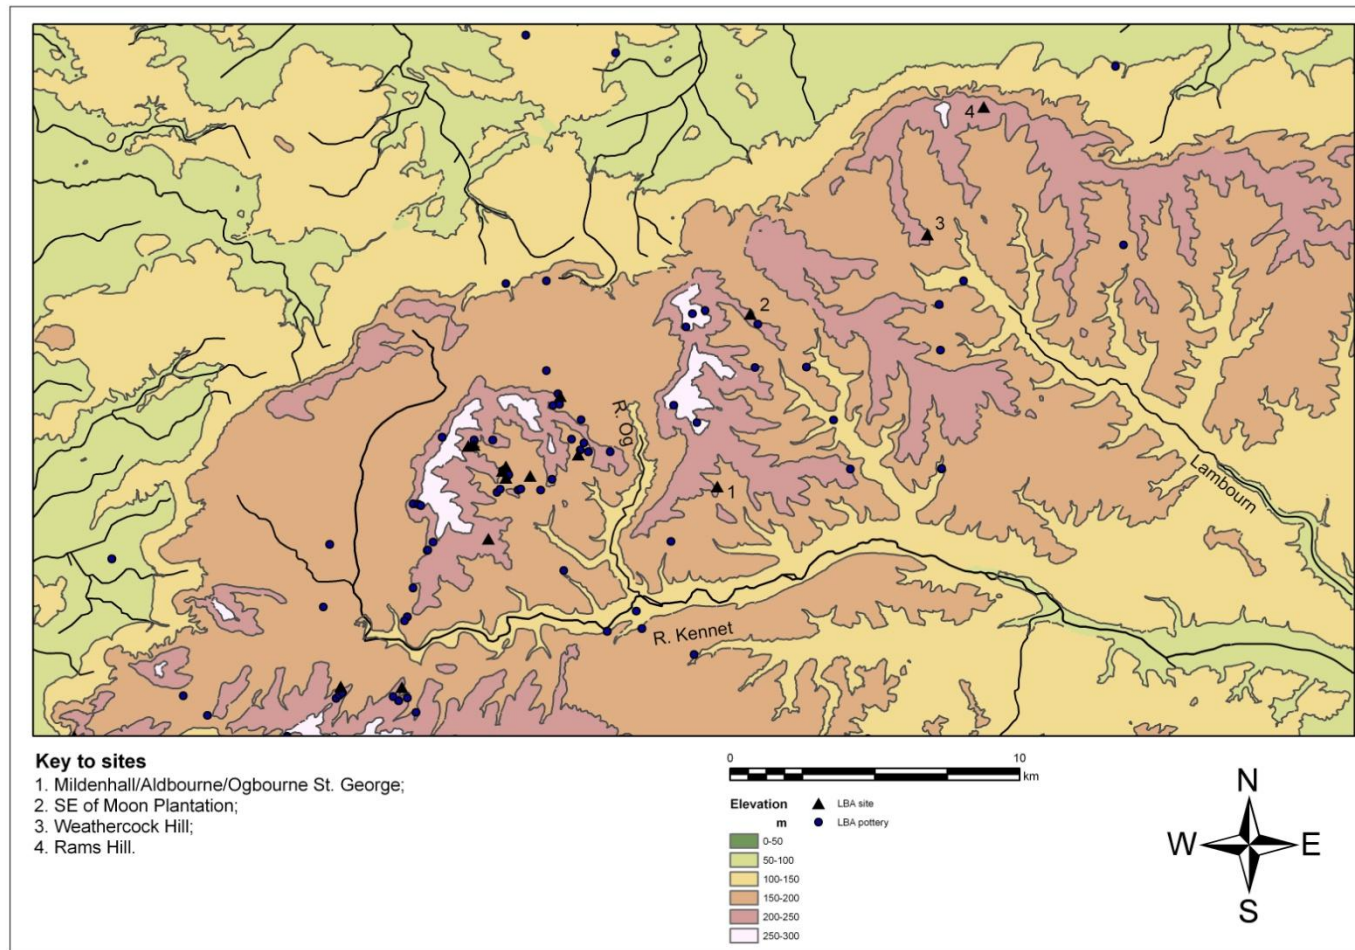 4
3
2
R. Og
1
Lambourn
R. Kennet
Key to sites
1. Mildenhall/Aldbourne/Ogbourne St. George;
2. SE of Moon Plantation;
3. Weathercock Hill;
4. Rams Hill.
0 10
km
Elevation
m
0-50
50-100
100-150
150-200
200-250
250-300
LBA site
LBA pottery
N
W E
S